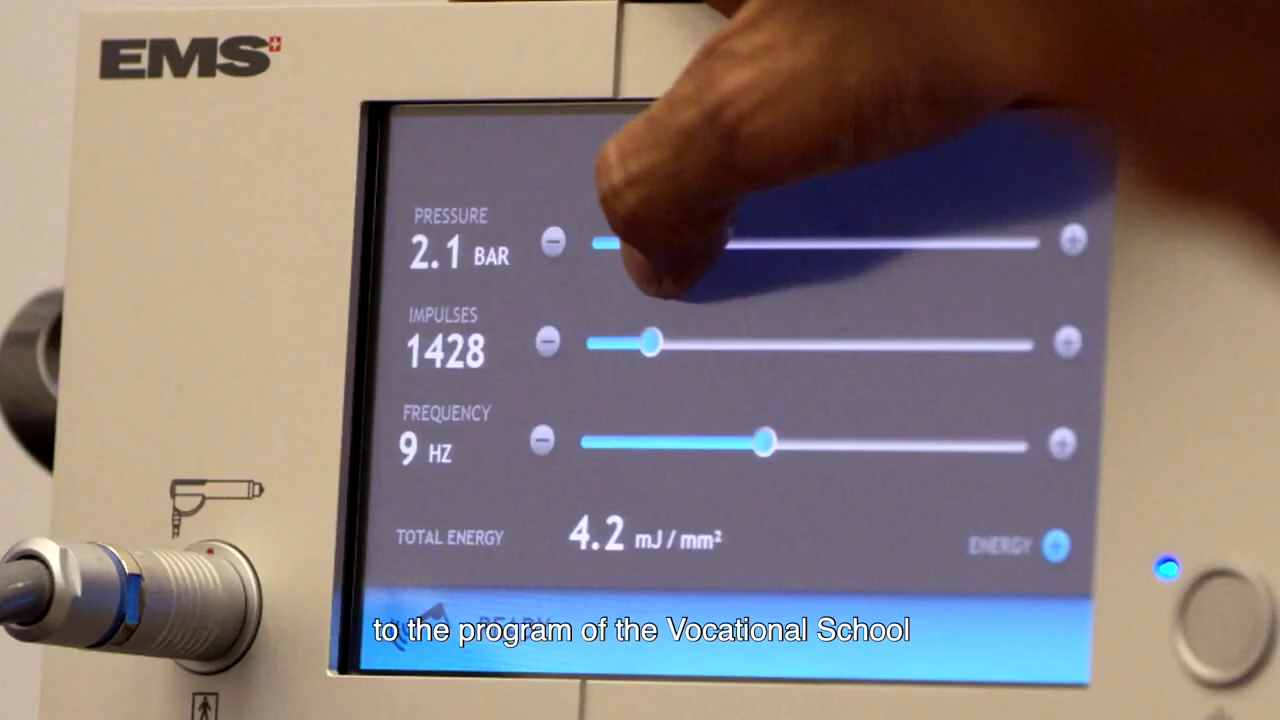 EMS
PRESSURE
2.1 BAR
IMPULSES
1428
FREQUENCY
9 HZ
TOTAL ENERGY 4.2 mJ/mm² ENERGY
READY
to the program of the Vocational School